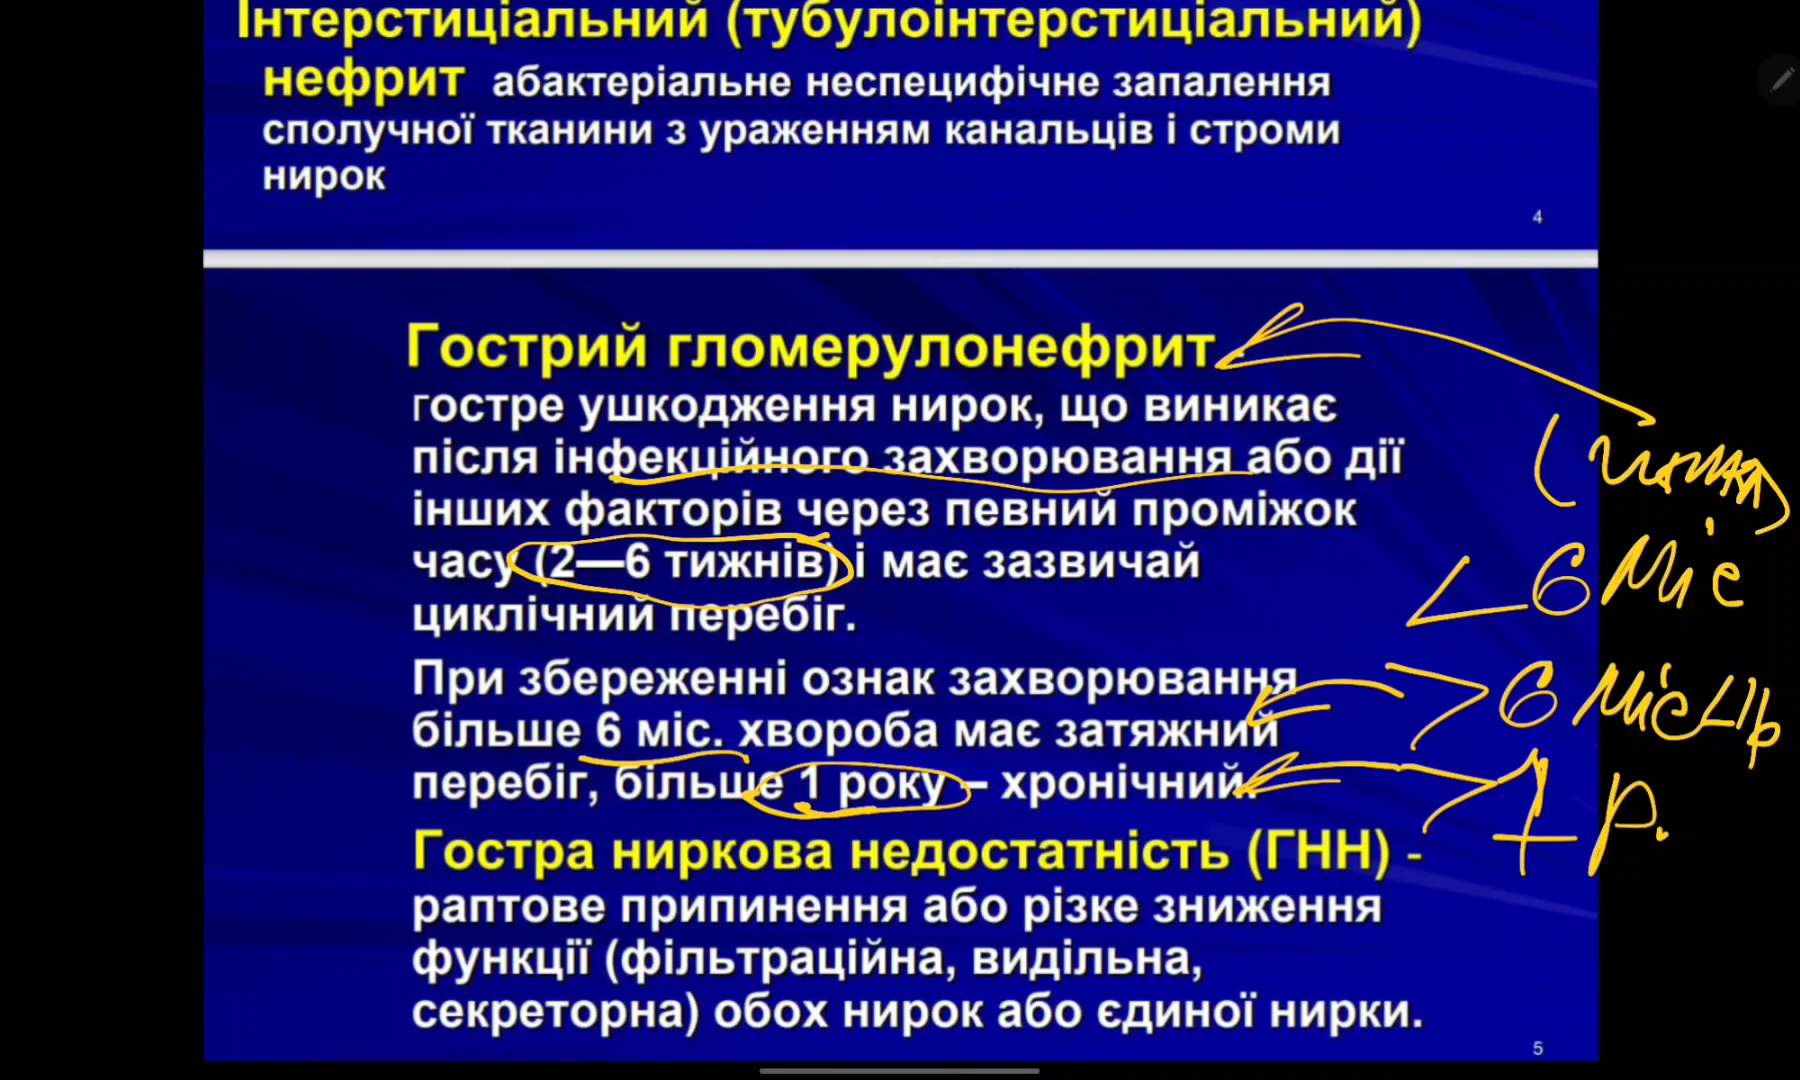 Інтерстиціальний (тубулоінтерстиціальний)
нефрит абактеріальне неспецифічне запалення
сполучної тканини з ураженням канальців і строми
нирок
4
Гострий гломерулонефрит -
гостре ушкодження нирок, що виникає
після інфекційного захворювання або дії
інших факторів через певний проміжок
часу (2—6 тижнів) і має зазвичай
циклічний перебіг.
< 6 міс
При збереженні ознак захворювання
більше 6 міс. хвороба має затяжний
> 6 місяців
перебіг, більше 1 року – хронічний.
> 1 р.
Гостра ниркова недостатність (ГНН) -
раптове припинення або різке зниження
функції (фільтраційна, видільна,
секреторна) обох нирок або єдиної нирки.
5